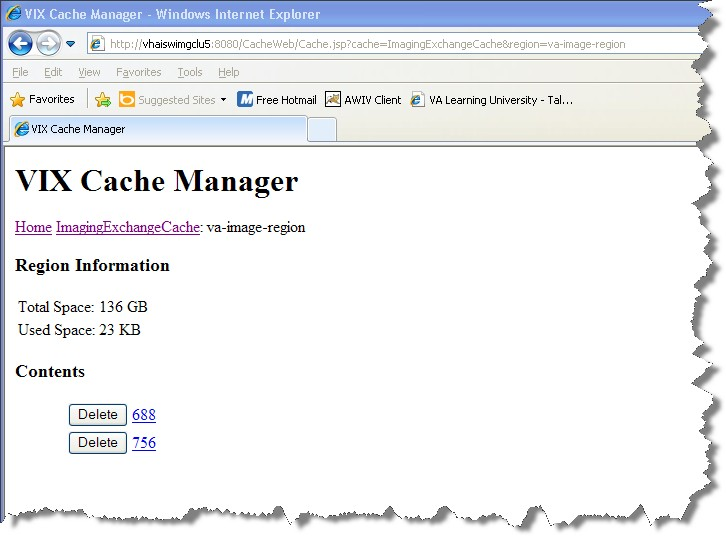 VIX Cache Manager - Windows Internet Explorer
http://vhaiswimgclu5:8080/CacheWeb/Cache.jsp?cache=ImagingExchangeCache&region=va-image-region
File Edit View Favorites Tools Help
Favorites Suggested Sites Free Hotmail AWIV Client VA Learning University - Tal...
VIX Cache Manager
VIX Cache Manager
Home ImagingExchangeCache: va-image-region
Region Information
Total Space: 136 GB
Used Space: 23 KB
Contents
Delete 688
Delete 756